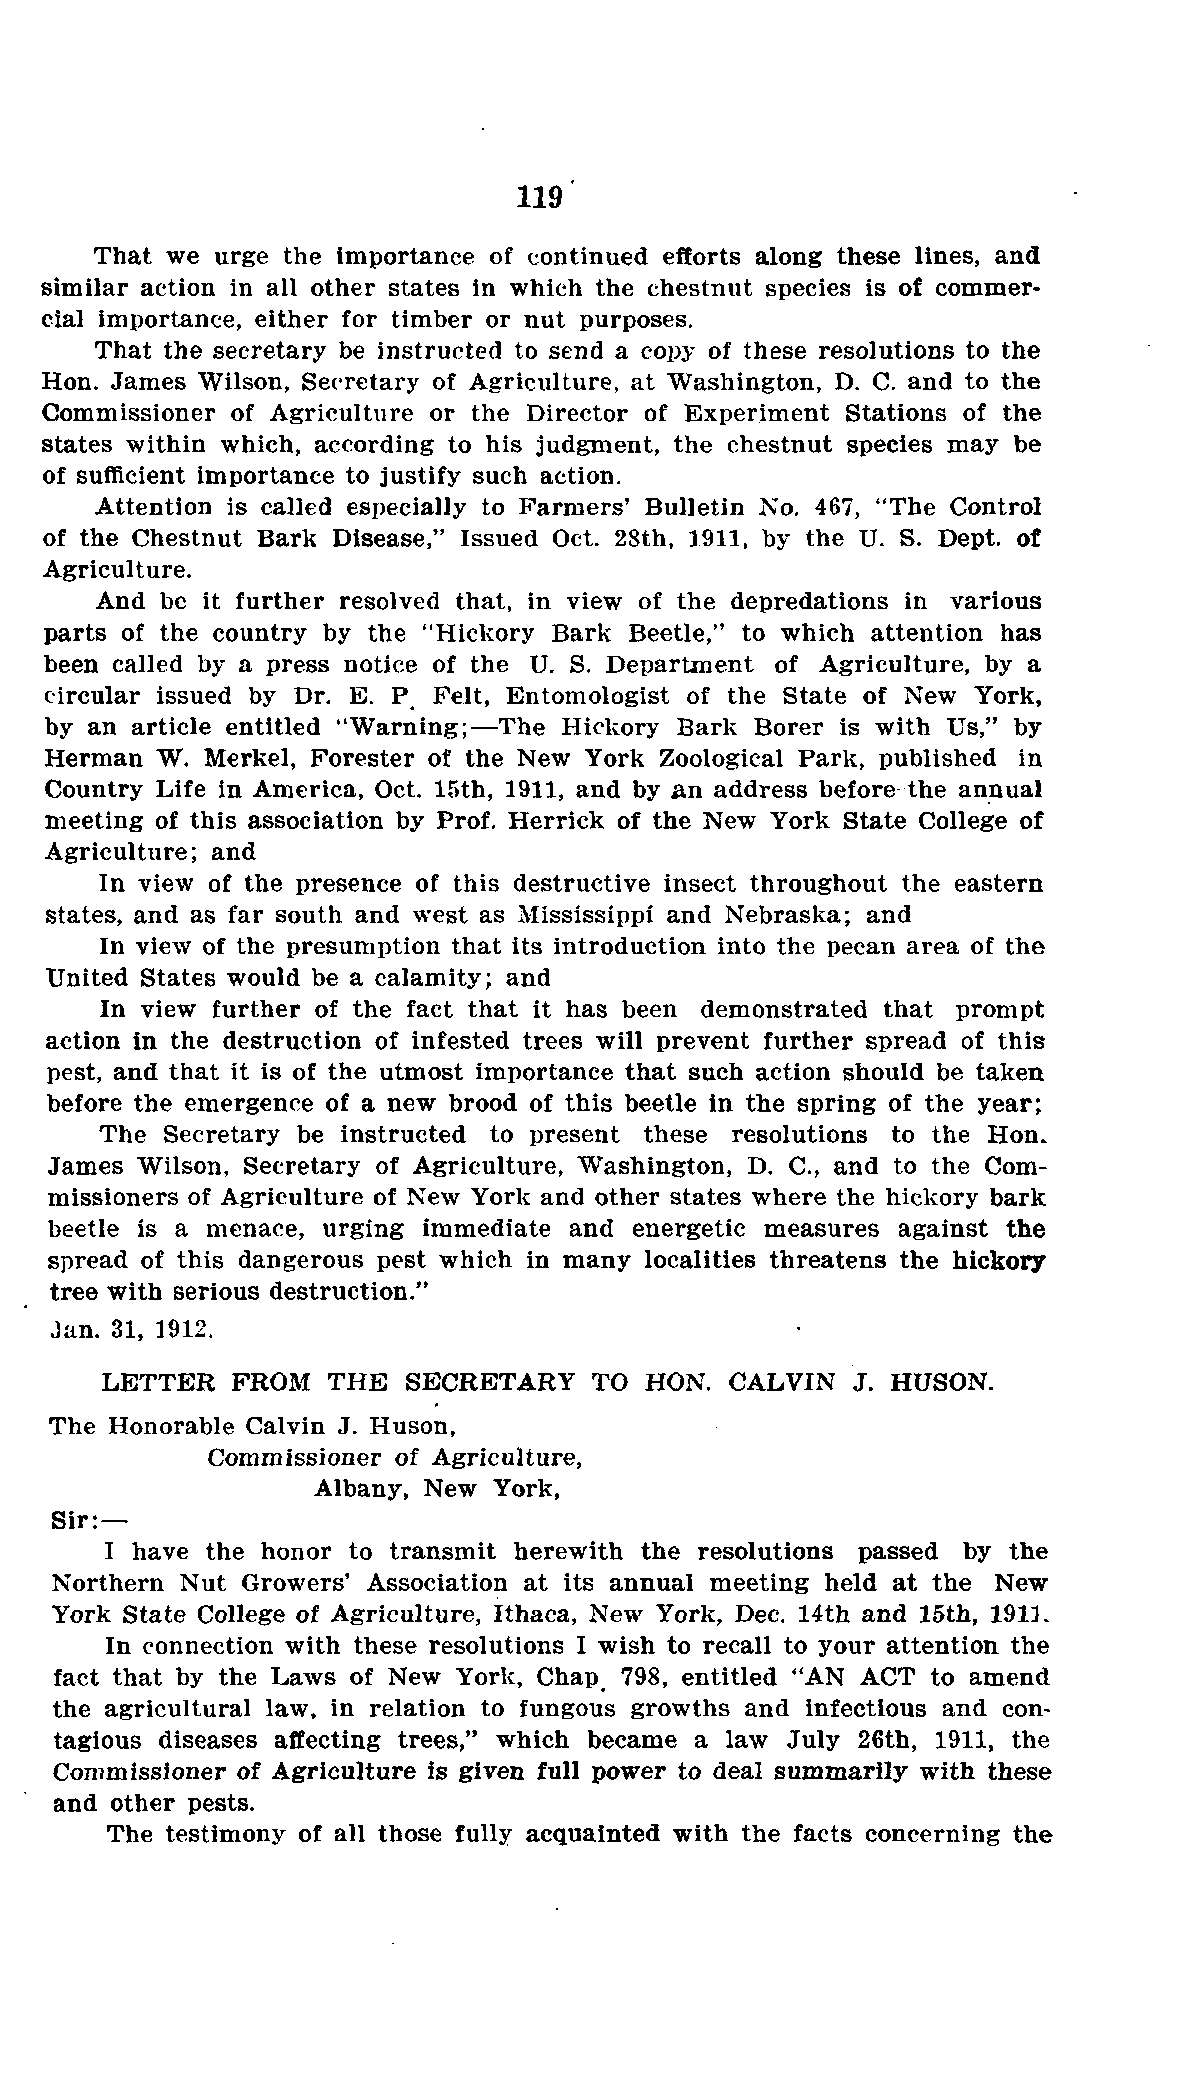 119
That we urge the importance of continued efforts along these lines, and
similar action in all other states in which the chestnut species is of commer-
cial importance, either for timber or nut purposes.
That the secretary be instructed to send a copy of these resolutions to the
Hon. James Wilson, Secretary of Agriculture, at Washington, D. C. and to the
Commissioner of Agriculture or the Director of Experiment Stations of the
states within which, according to his judgment, the chestnut species may be
of sufficient importance to justify such action.
Attention is called especially to Farmers' Bulletin No. 467, "The Control
of the Chestnut Bark Disease," Issued Oct. 28th, 1911, by the U. S. Dept. of
Agriculture.
And be it further resolved that, in view of the depredations in various
parts of the country by the "Hickory Bark Beetle," to which attention has
been called by a press notice of the U. S. Department of Agriculture, by a
circular issued by Dr. E. P. Felt, Entomologist of the State of New York,
by an article entitled "Warning;—The Hickory Bark Borer is with Us," by
Herman W. Merkel, Forester of the New York Zoological Park, published in
Country Life in America, Oct. 15th, 1911, and by an address before the annual
meeting of this association by Prof. Herrick of the New York State College of
Agriculture; and
In view of the presence of this destructive insect throughout the eastern
states, and as far south and west as Mississippi and Nebraska; and
In view of the presumption that its introduction into the pecan area of the
United States would be a calamity; and
In view further of the fact that it has been demonstrated that prompt
action in the destruction of infested trees will prevent further spread of this
pest, and that it is of the utmost importance that such action should be taken
before the emergence of a new brood of this beetle in the spring of the year;
The Secretary be instructed to present these resolutions to the Hon.
James Wilson, Secretary of Agriculture, Washington, D. C., and to the Com-
missioners of Agriculture of New York and other states where the hickory bark
beetle is a menace, urging immediate and energetic measures against the
spread of this dangerous pest which in many localities threatens the hickory
tree with serious destruction."
Jan. 31, 1912.
LETTER FROM THE SECRETARY TO HON. CALVIN J. HUSON.
The Honorable Calvin J. Huson,
Commissioner of Agriculture,
Albany, New York,
Sir:—
I have the honor to transmit herewith the resolutions passed by the
Northern Nut Growers' Association at its annual meeting held at the New
York State College of Agriculture, Ithaca, New York, Dec. 14th and 15th, 1911.
In connection with these resolutions I wish to recall to your attention the
fact that by the Laws of New York, Chap. 798, entitled "AN ACT to amend
the agricultural law, in relation to fungous growths and infectious and con-
tagious diseases affecting trees," which became a law July 26th, 1911, the
Commissioner of Agriculture is given full power to deal summarily with these
and other pests.
The testimony of all those fully acquainted with the facts concerning the